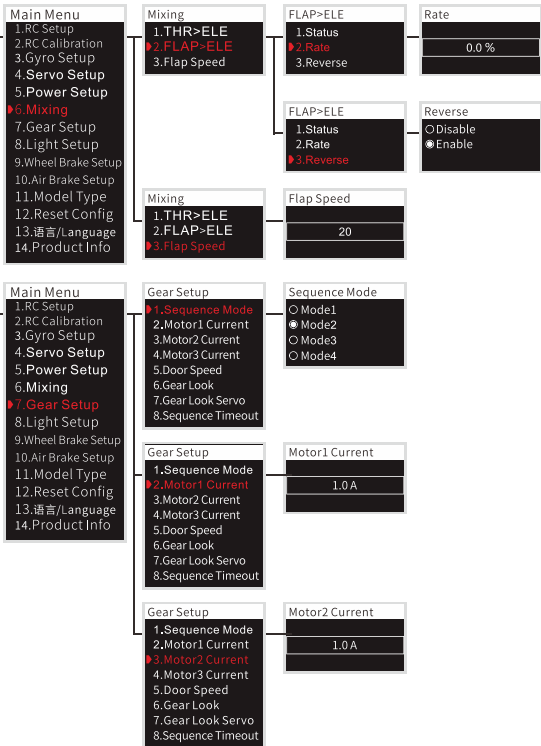 Main Menu
1.RC Setup
2.RC Calibration
3.Gyro Setup
4.Servo Setup
5.Power Setup
6.Mixing
7.Gear Setup
8.Light Setup
9.Wheel Brake Setup
10.Air Brake Setup
11.Model Type
12.Reset Config
13.语言/Language
14.Product Info
Mixing
1.THR>ELE
2.FLAP>ELE
3.Flap Speed
FLAP>ELE
1.Status
2.Rate
3.Reverse
Rate
0.0 %
FLAP>ELE
1.Status
2.Rate
3.Reverse
Reverse
Disable
Enable
Mixing
1.THR>ELE
2.FLAP>ELE
3.Flap Speed
Flap Speed
20
Main Menu
1.RC Setup
2.RC Calibration
3.Gyro Setup
4.Servo Setup
5.Power Setup
6.Mixing
7.Gear Setup
8.Light Setup
9.Wheel Brake Setup
10.Air Brake Setup
11.Model Type
12.Reset Config
13.语言/Language
14.Product Info
Gear Setup
1.Sequence Mode
2.Motor1 Current
3.Motor2 Current
4.Motor3 Current
5.Door Speed
6.Gear Look
7.Gear Look Servo
8.Sequence Timeout
Sequence Mode
Mode1
Mode2
Mode3
Mode4
Gear Setup
1.Sequence Mode
2.Motor1 Current
3.Motor2 Current
4.Motor3 Current
5.Door Speed
6.Gear Look
7.Gear Look Servo
8.Sequence Timeout
Motor1 Current
1.0 A
Gear Setup
1.Sequence Mode
2.Motor1 Current
3.Motor2 Current
4.Motor3 Current
5.Door Speed
6.Gear Look
7.Gear Look Servo
8.Sequence Timeout
Motor2 Current
1.0 A